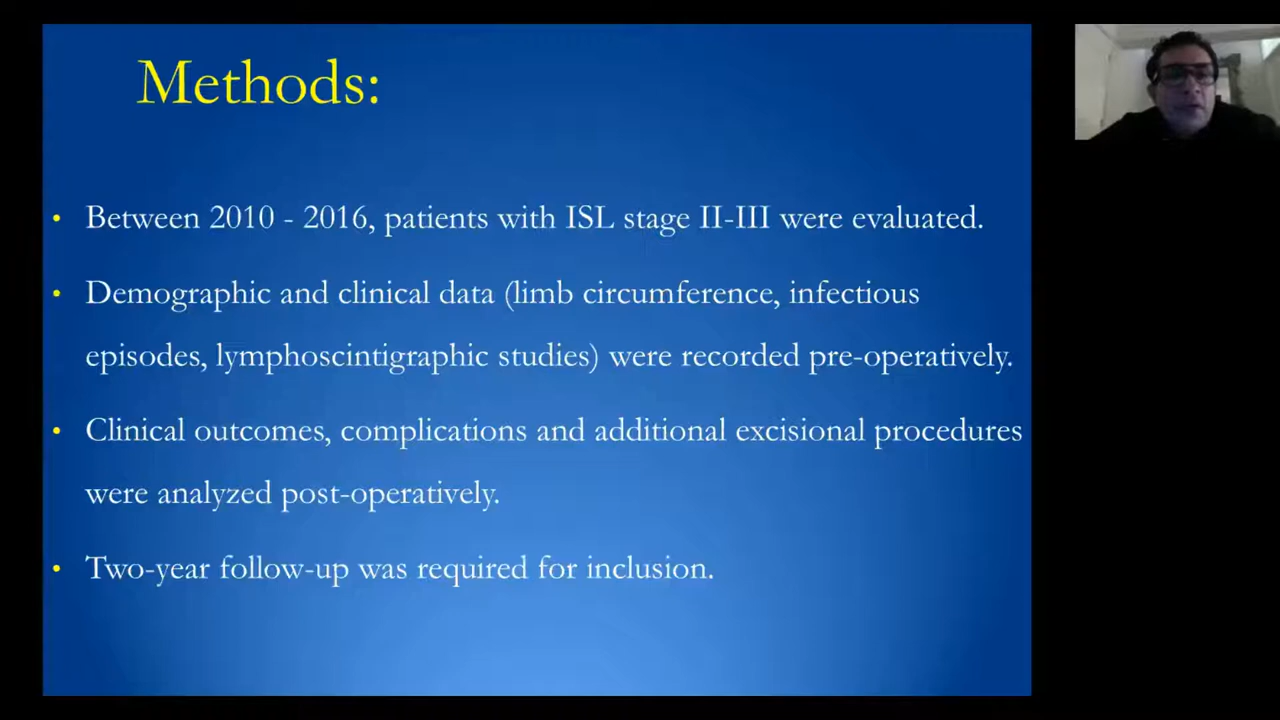 Methods:
• Between 2010 - 2016, patients with ISL stage II-III were evaluated.
• Demographic and clinical data (limb circumference, infectious
episodes, lymphoscintigraphic studies) were recorded pre-operatively.
• Clinical outcomes, complications and additional excisional procedures
were analyzed post-operatively.
• Two-year follow-up was required for inclusion.